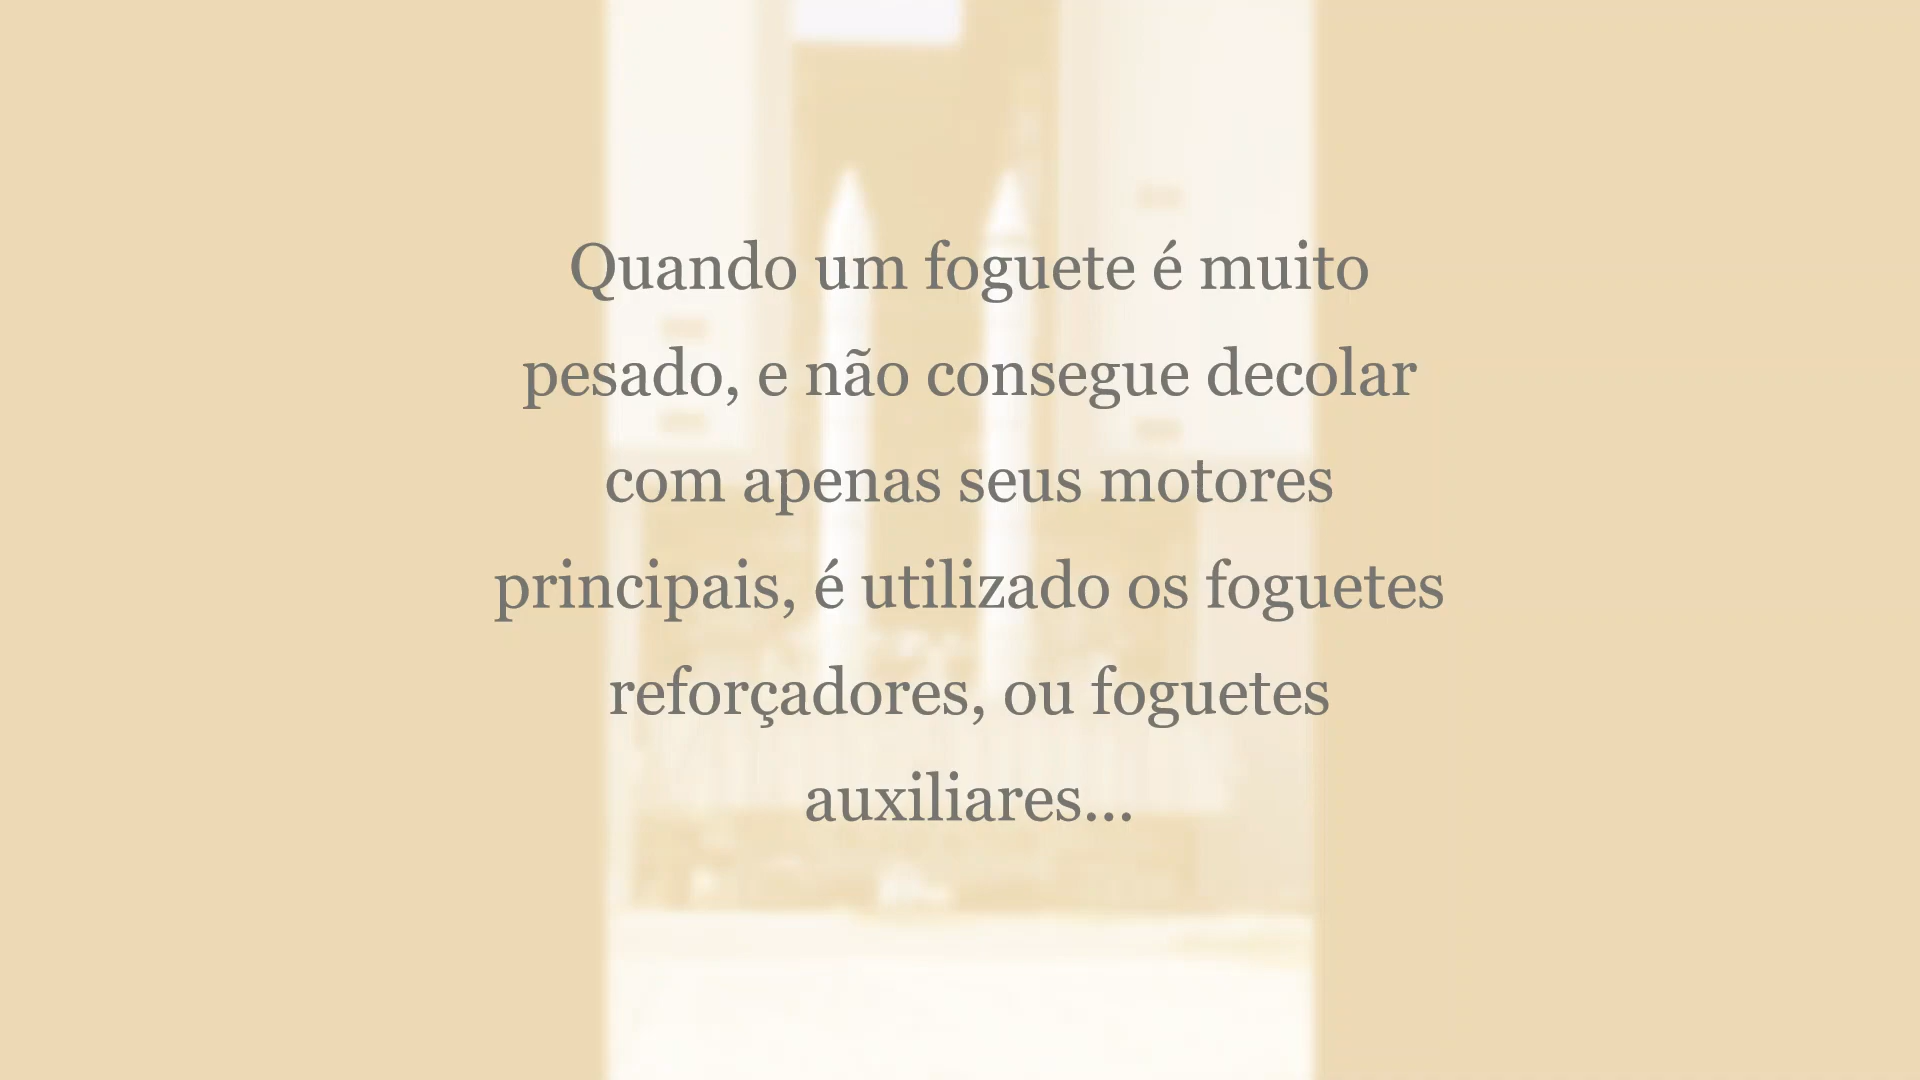 Quando um foguete é muito
pesado, e não consegue decolar
com apenas seus motores
principais, é utilizado os foguetes
reforçadores, ou foguetes
auxiliares...